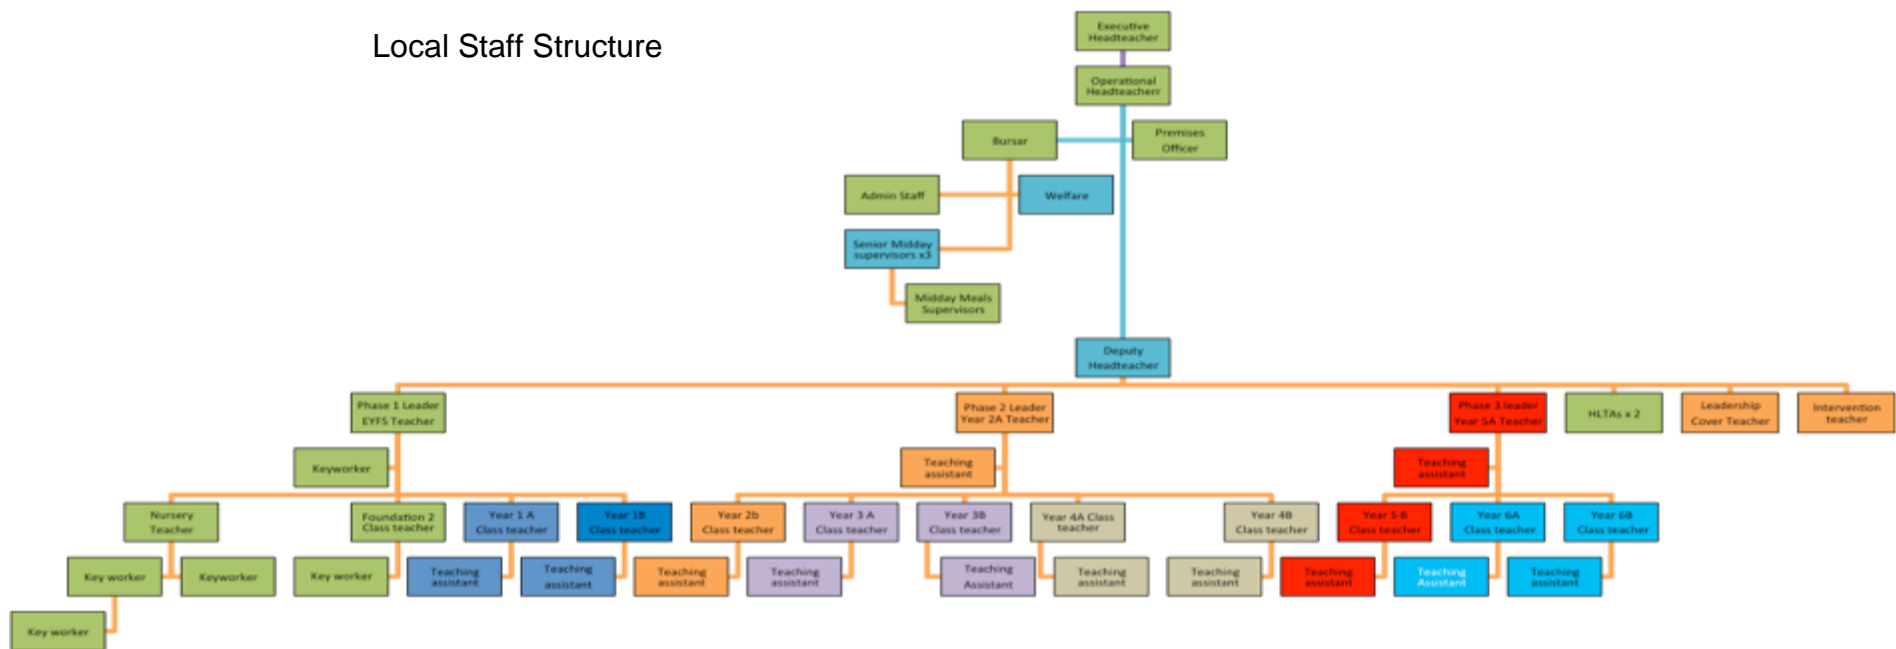 Local Staff Structure
Executive
Headteacher
Operational
Headteacherr
Bursar
Premises
Officer
Admin Staff
Welfare
Senior Midday
supervisors x3
Midday Meals
Supervisors
Deputy
Headteacher
Phase 1 Leader
EYFS Teacher
Phase 2 Leader
Year 2A Teacher
Phase 3 leader
Year 5A Teacher
HLTAs x 2
Leadership
Cover Teacher
Intervention
teacher
Keyworker
Teaching
assistant
Teaching
assistant
Nursery
Teacher
Foundation 2
Class teacher
Year 1 A
Class teacher
Year 1B
Class teacher
Year 2b
Class teacher
Year 3 A
Class teacher
Year 3B
Class teacher
Year 4A Class
teacher
Year 4B
Class teacher
Year 5 B
Class teacher
Year 6A
Class teacher
Year 6B
Class teacher
Key worker
Keyworker
Key worker
Teaching
assistant
Teaching
assistant
Teaching
assistant
Teaching
assistant
Teaching
Assistant
Teaching
assistant
Teaching
assistant
Teaching
assistant
Teaching
Assistant
Teaching
assistant
Key worker